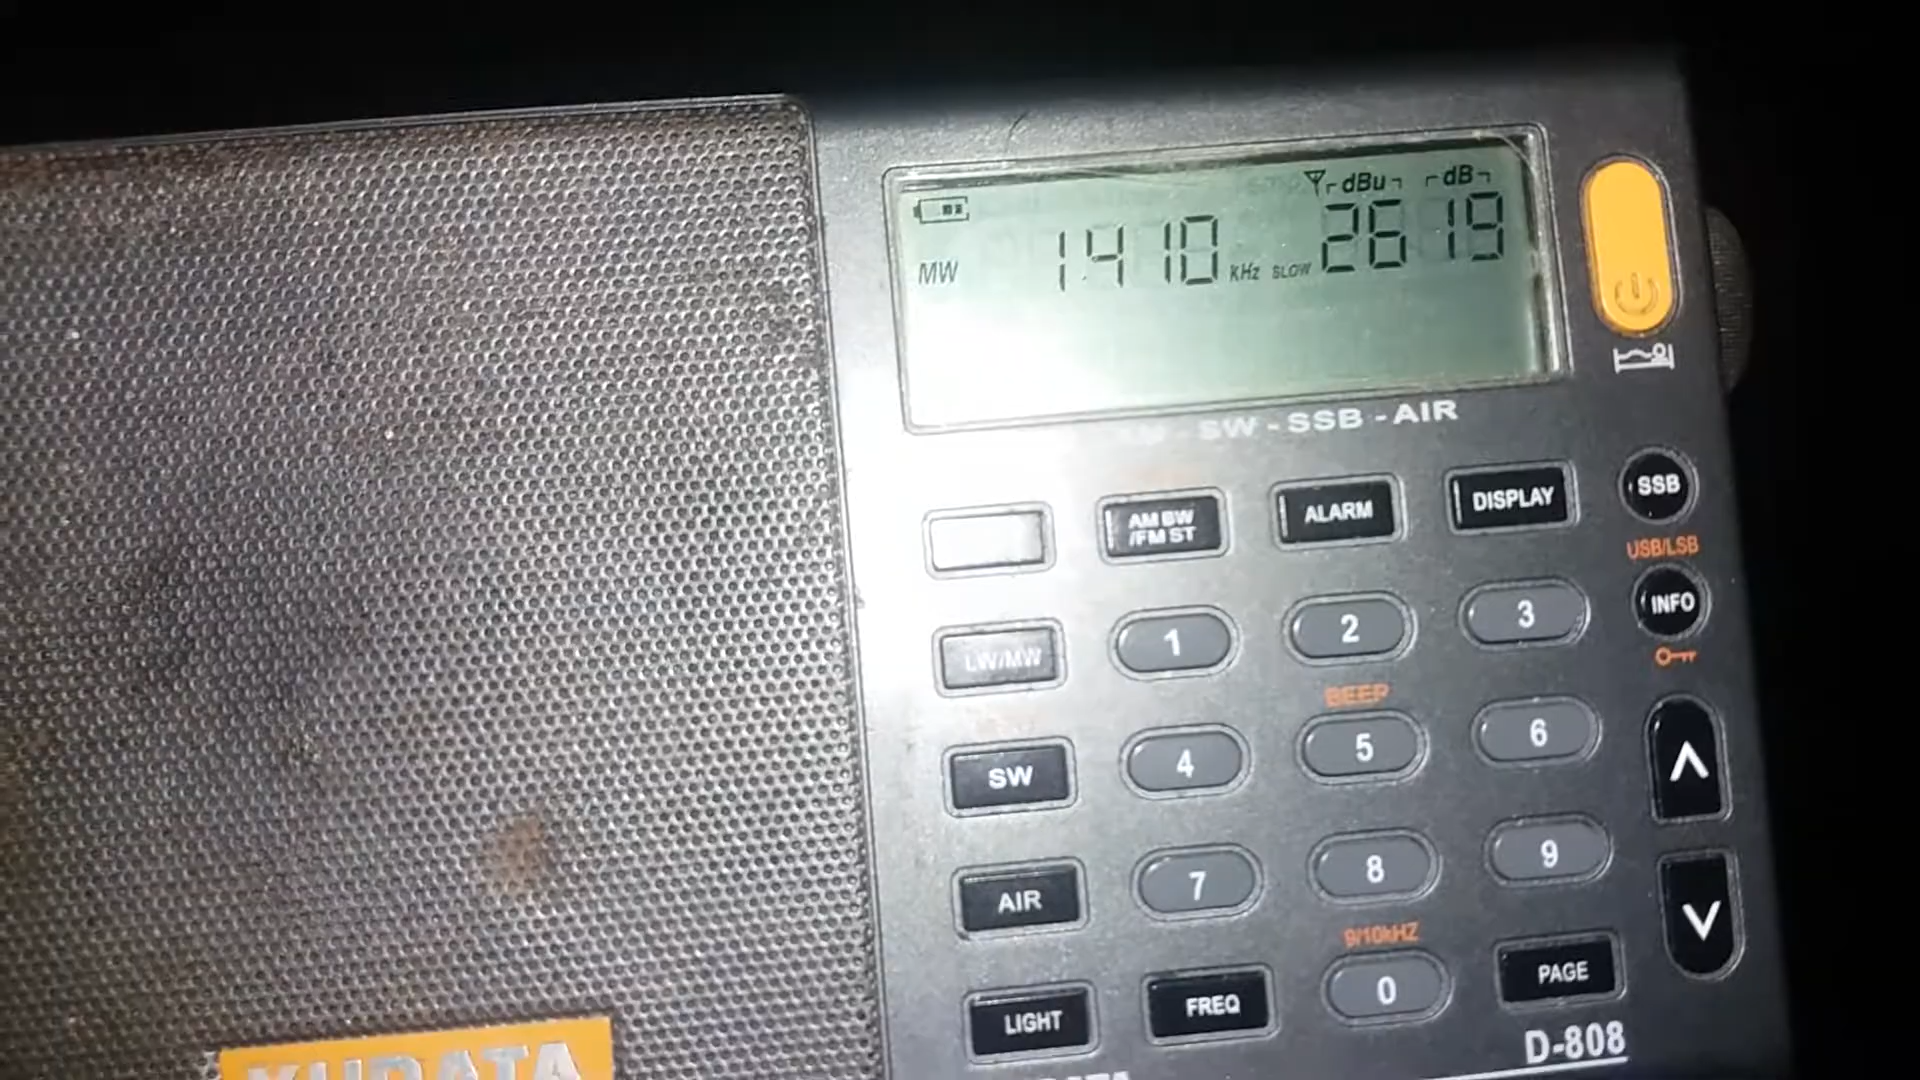 dBu dB
MW 1410 kHz SLOW 26 19
SW - SSB - AIR
AM BW
/FM ST
ALARM
DISPLAY
SSB
USB/LSB
LW/MW
1
2
3
INFO
BEEP
SW
4
5
6
AIR
7
8
9
9/10kHZ
LIGHT
FREQ
0
PAGE
D-808
XHDATA